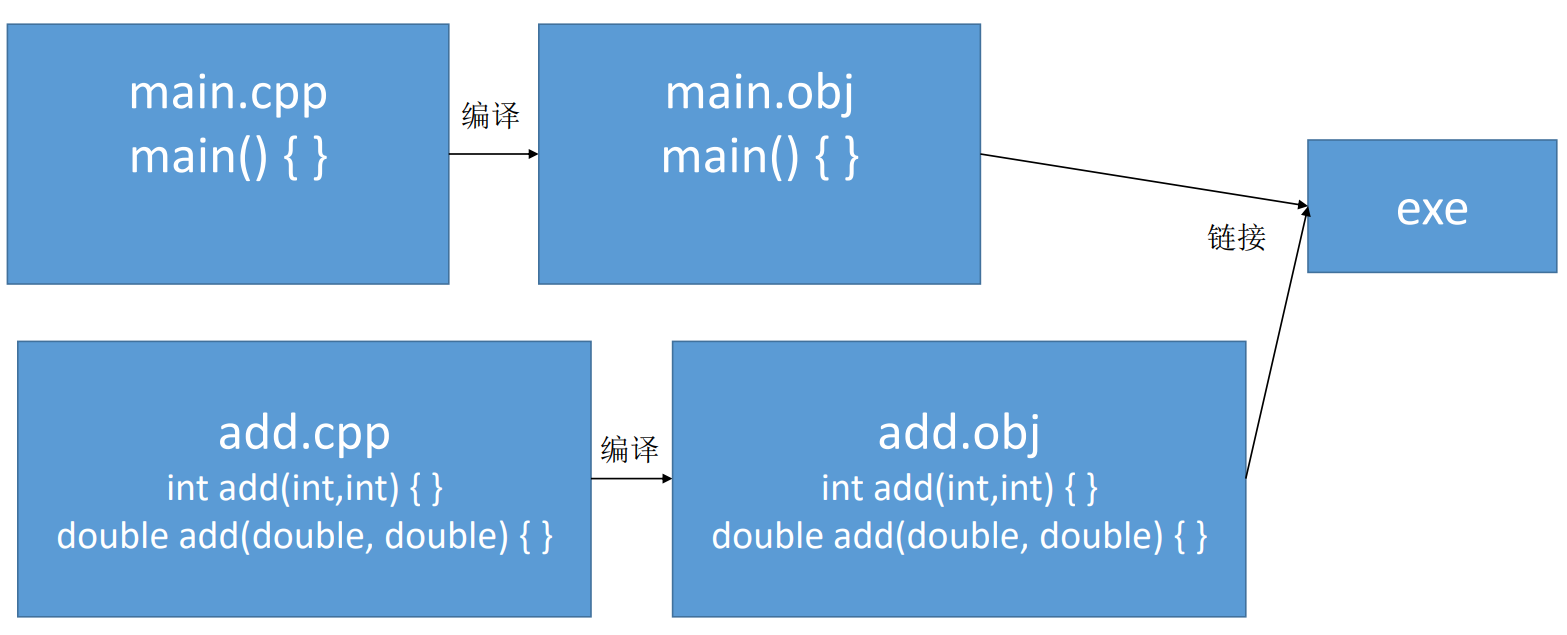 main.cpp
main() { }
编译
main.obj
main() { }
链接
exe
add.cpp
int add(int,int) { }
double add(double, double) { }
编译
add.obj
int add(int,int) { }
double add(double, double) { }